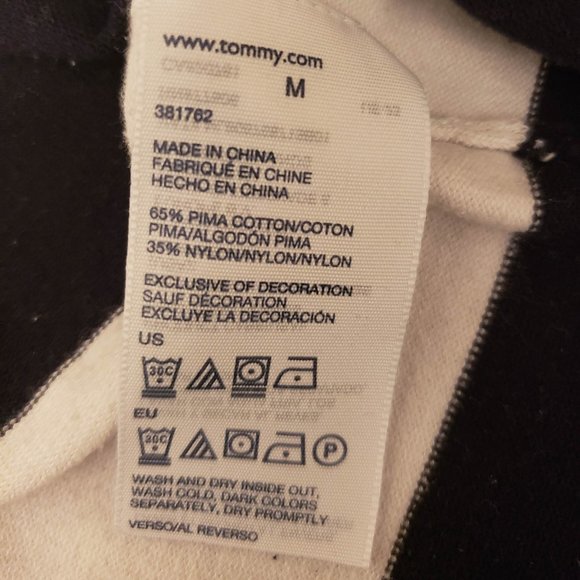 www.tommy.com
M
381762
MADE IN CHINA
FABRIQUÉ EN CHINE
HECHO EN CHINA
65% PIMA COTTON/COTON
PIMA/ALGODÓN PIMA
35% NYLON/NYLON/NYLON
EXCLUSIVE OF DECORATION
SAUF DÉCORATION
EXCLUYE LA DECORACIÓN
US
30C
EU
30C P
WASH AND DRY INSIDE OUT,
WASH COLD, DARK COLORS
SEPARATELY, DRY PROMPTLY
VERSO/AL REVERSO